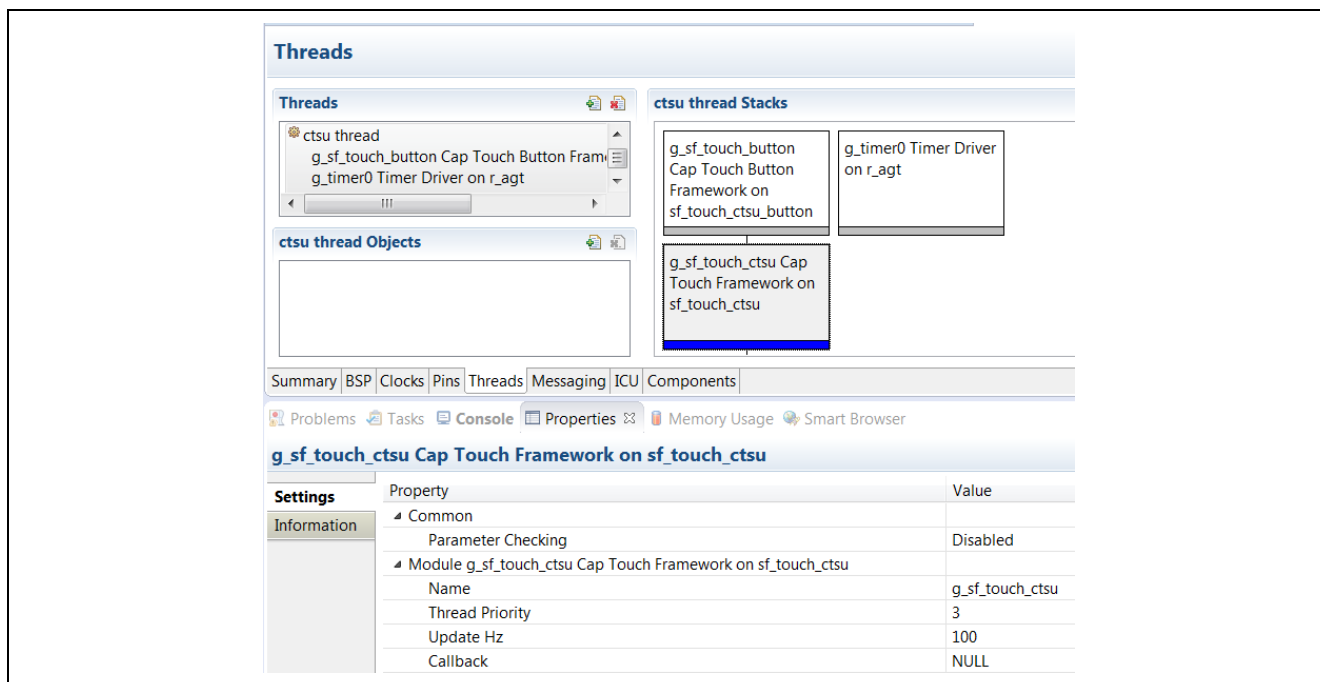 Threads
Threads
ctsu thread
g_sf_touch_button Cap Touch Button Fram
g_timer0 Timer Driver on r_agt
ctsu thread Objects
ctsu thread Stacks
g_sf_touch_button
Cap Touch Button
Framework on
sf_touch_ctsu_button
g_timer0 Timer Driver
on r_agt
g_sf_touch_ctsu Cap
Touch Framework on
sf_touch_ctsu
Summary BSP Clocks Pins Threads Messaging ICU Components
Problems Tasks Console Properties Memory Usage Smart Browser
g_sf_touch_ctsu Cap Touch Framework on sf_touch_ctsu
Settings
Information
Property Value
Common
Parameter Checking Disabled
Module g_sf_touch_ctsu Cap Touch Framework on sf_touch_ctsu
Name g_sf_touch_ctsu
Thread Priority 3
Update Hz 100
Callback NULL